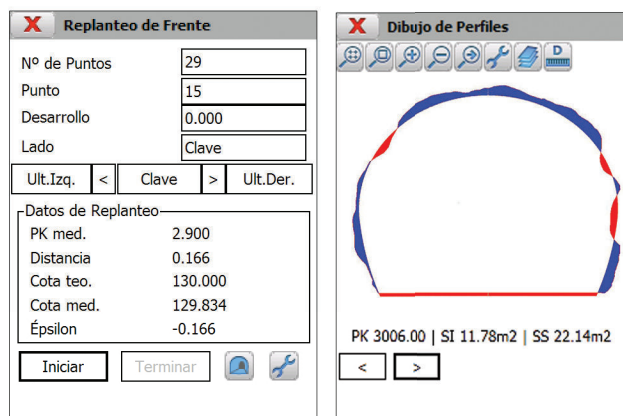 Replanteo de Frente
Nº de Puntos 29
Punto 15
Desarrollo 0.000
Lado Clave
Ult.Izq. < Clave > Ult.Der.
Datos de Replanteo
PK med. 2.900
Distancia 0.166
Cota teo. 130.000
Cota med. 129.834
Épsilon -0.166
Iniciar Terminar
Dibujo de Perfiles
D
PK 3006.00 | SI 11.78m2 | SS 22.14m2
< >